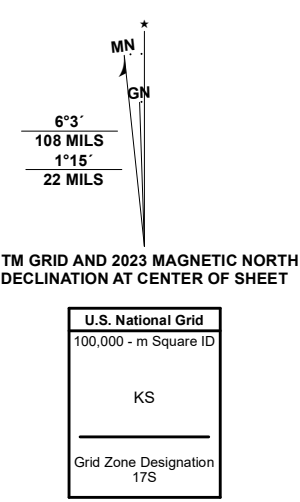 ★
MN
GN
6°3´
108 MILS
1°15´
22 MILS
TM GRID AND 2023 MAGNETIC NORTH
DECLINATION AT CENTER OF SHEET
U.S. National Grid
100,000 - m Square ID
KS
Grid Zone Designation
17S